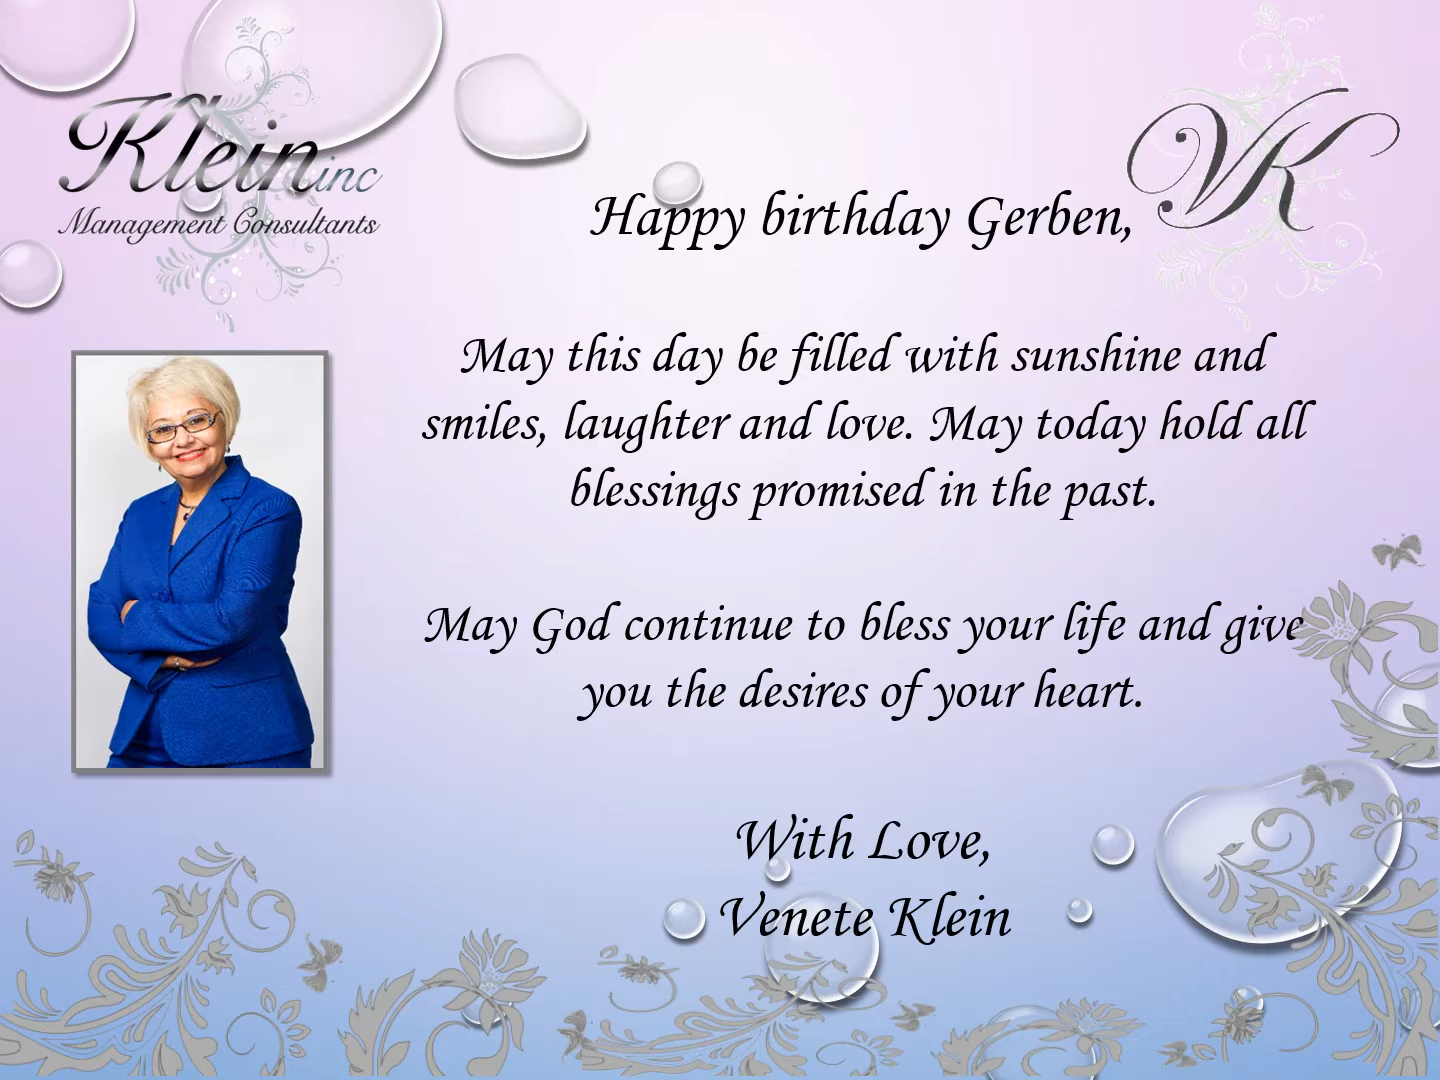 Klein inc
Management Consultants
VK
Happy birthday Gerben,
May this day be filled with sunshine and
smiles, laughter and love. May today hold all
blessings promised in the past.
May God continue to bless your life and give
you the desires of your heart.
With Love,
Venete Klein